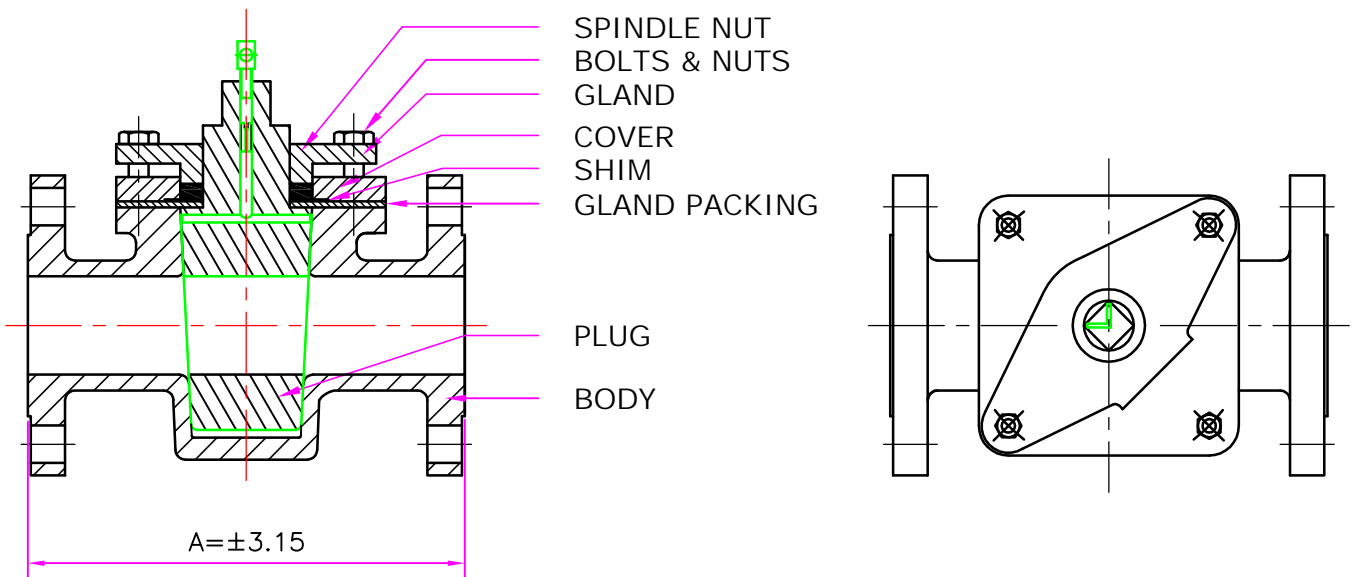 SPINDLE NUT
BOLTS & NUTS
GLAND
COVER
SHIM
GLAND PACKING
PLUG
BODY
A=±3.15